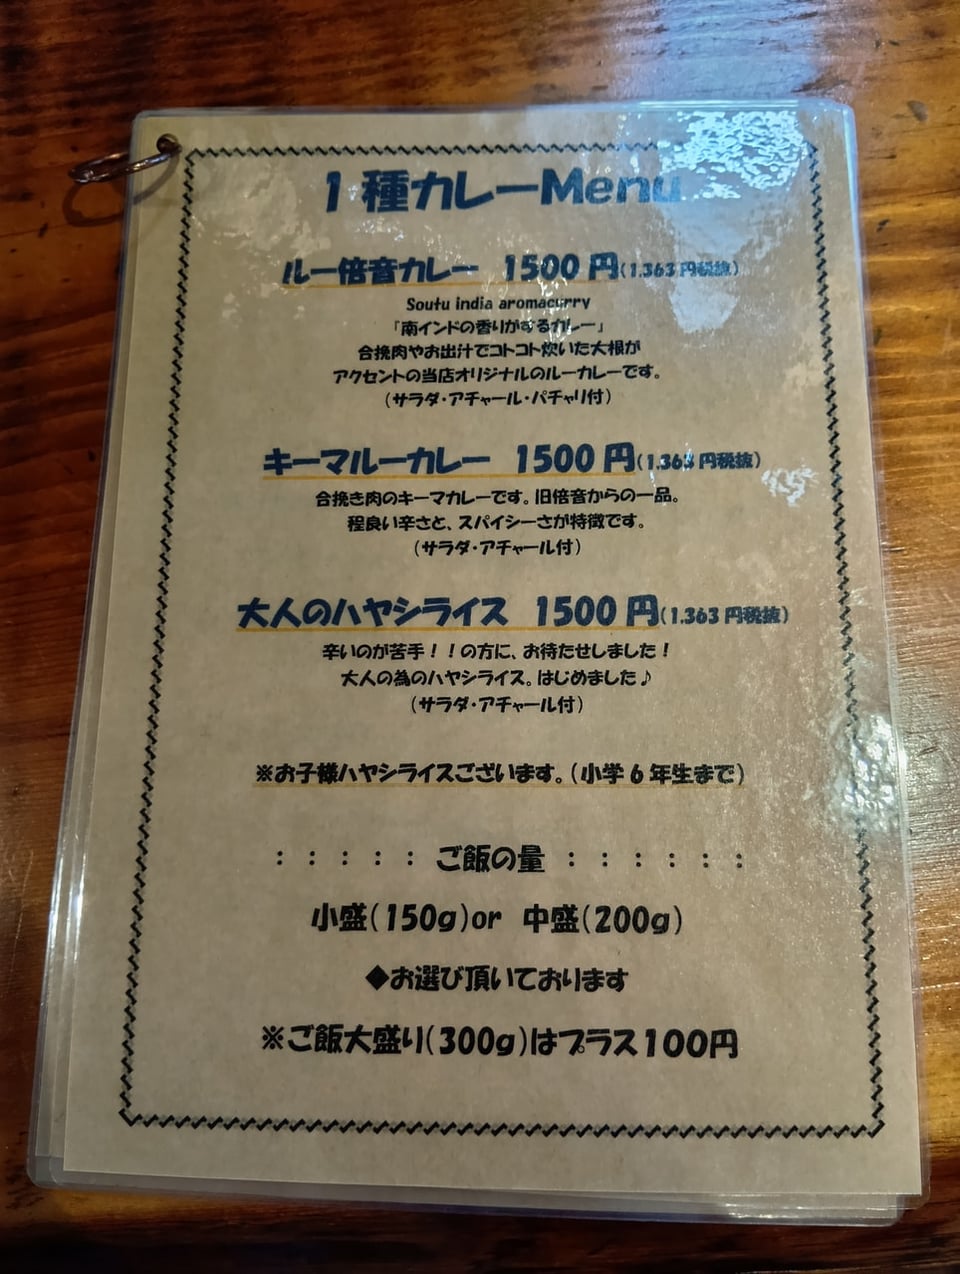 1種カレーMenu
ルー倍音カレー 1500円(1.363円税抜)
Soutu india aromacurry
「南インドの香りがするカレー」
合挽肉やお出汁でコトコト炊いた大根が
アクセントの当店オリジナルのルーカレーです。
(サラダ・アチャール・パチャリ付)
キーマルーカレー 1500円(1.363円税抜)
合挽き肉のキーマカレーです。旧倍音からの一品。
程良い辛さと、スパイシーさが特徴です。
(サラダ・アチャール付)
大人のハヤシライス 1500円(1.363円税抜)
辛いのが苦手!!の方に、お待たせしました!
大人の為のハヤシライス。はじめました♪
(サラダ・アチャール付)
※お子様ハヤシライスございます。(小学6年生まで)
: : : : : ご飯の量 : : : : : :
小盛(150g)or 中盛(200g)
◆お選び頂いております
※ご飯大盛り(300g)はプラス100円